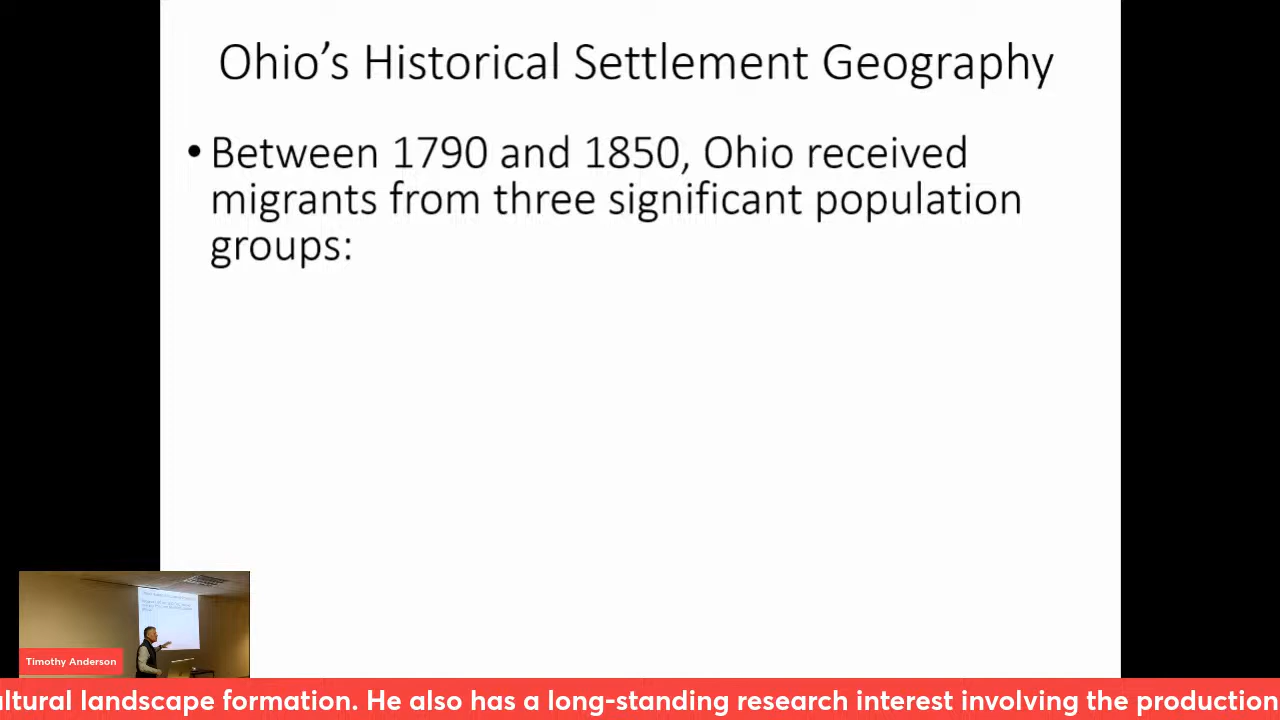 Ohio's Historical Settlement Geography
• Between 1790 and 1850, Ohio received
migrants from three significant population
groups:
Timothy Anderson
ltural landscape formation. He also has a long-standing research interest involving the production